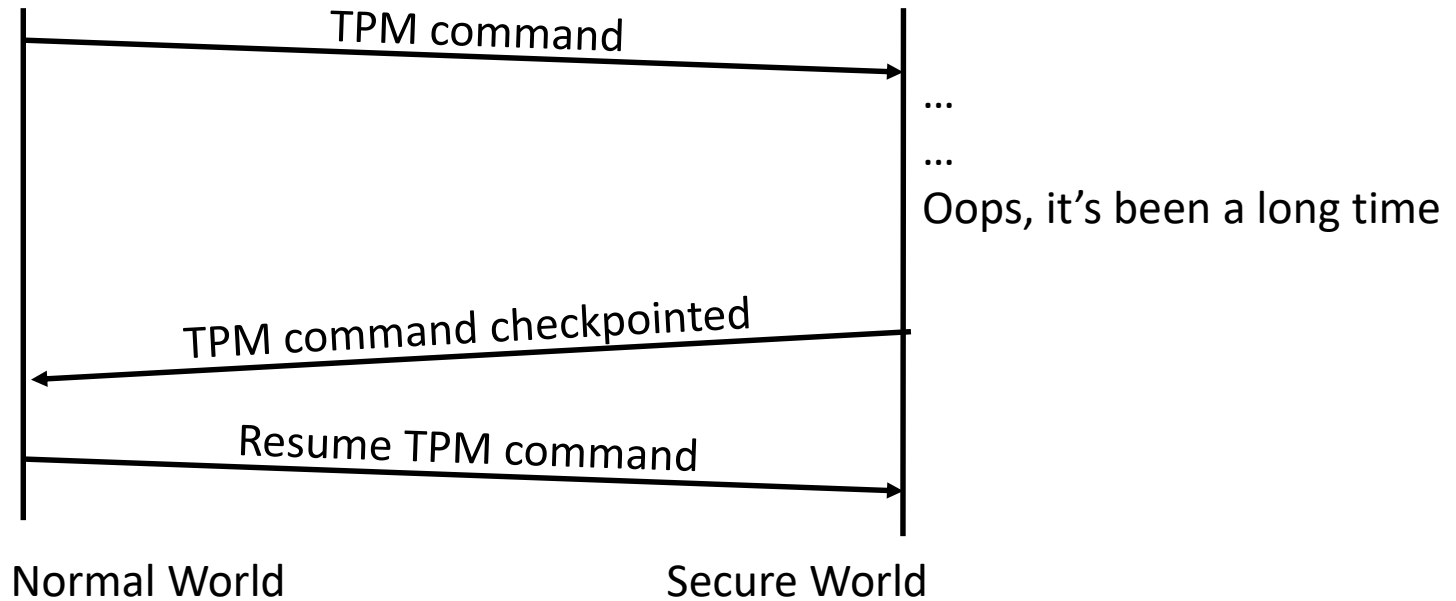 TPM command
…
…
Oops, it’s been a long time
TPM command checkpointed
Resume TPM command
Normal World
Secure World